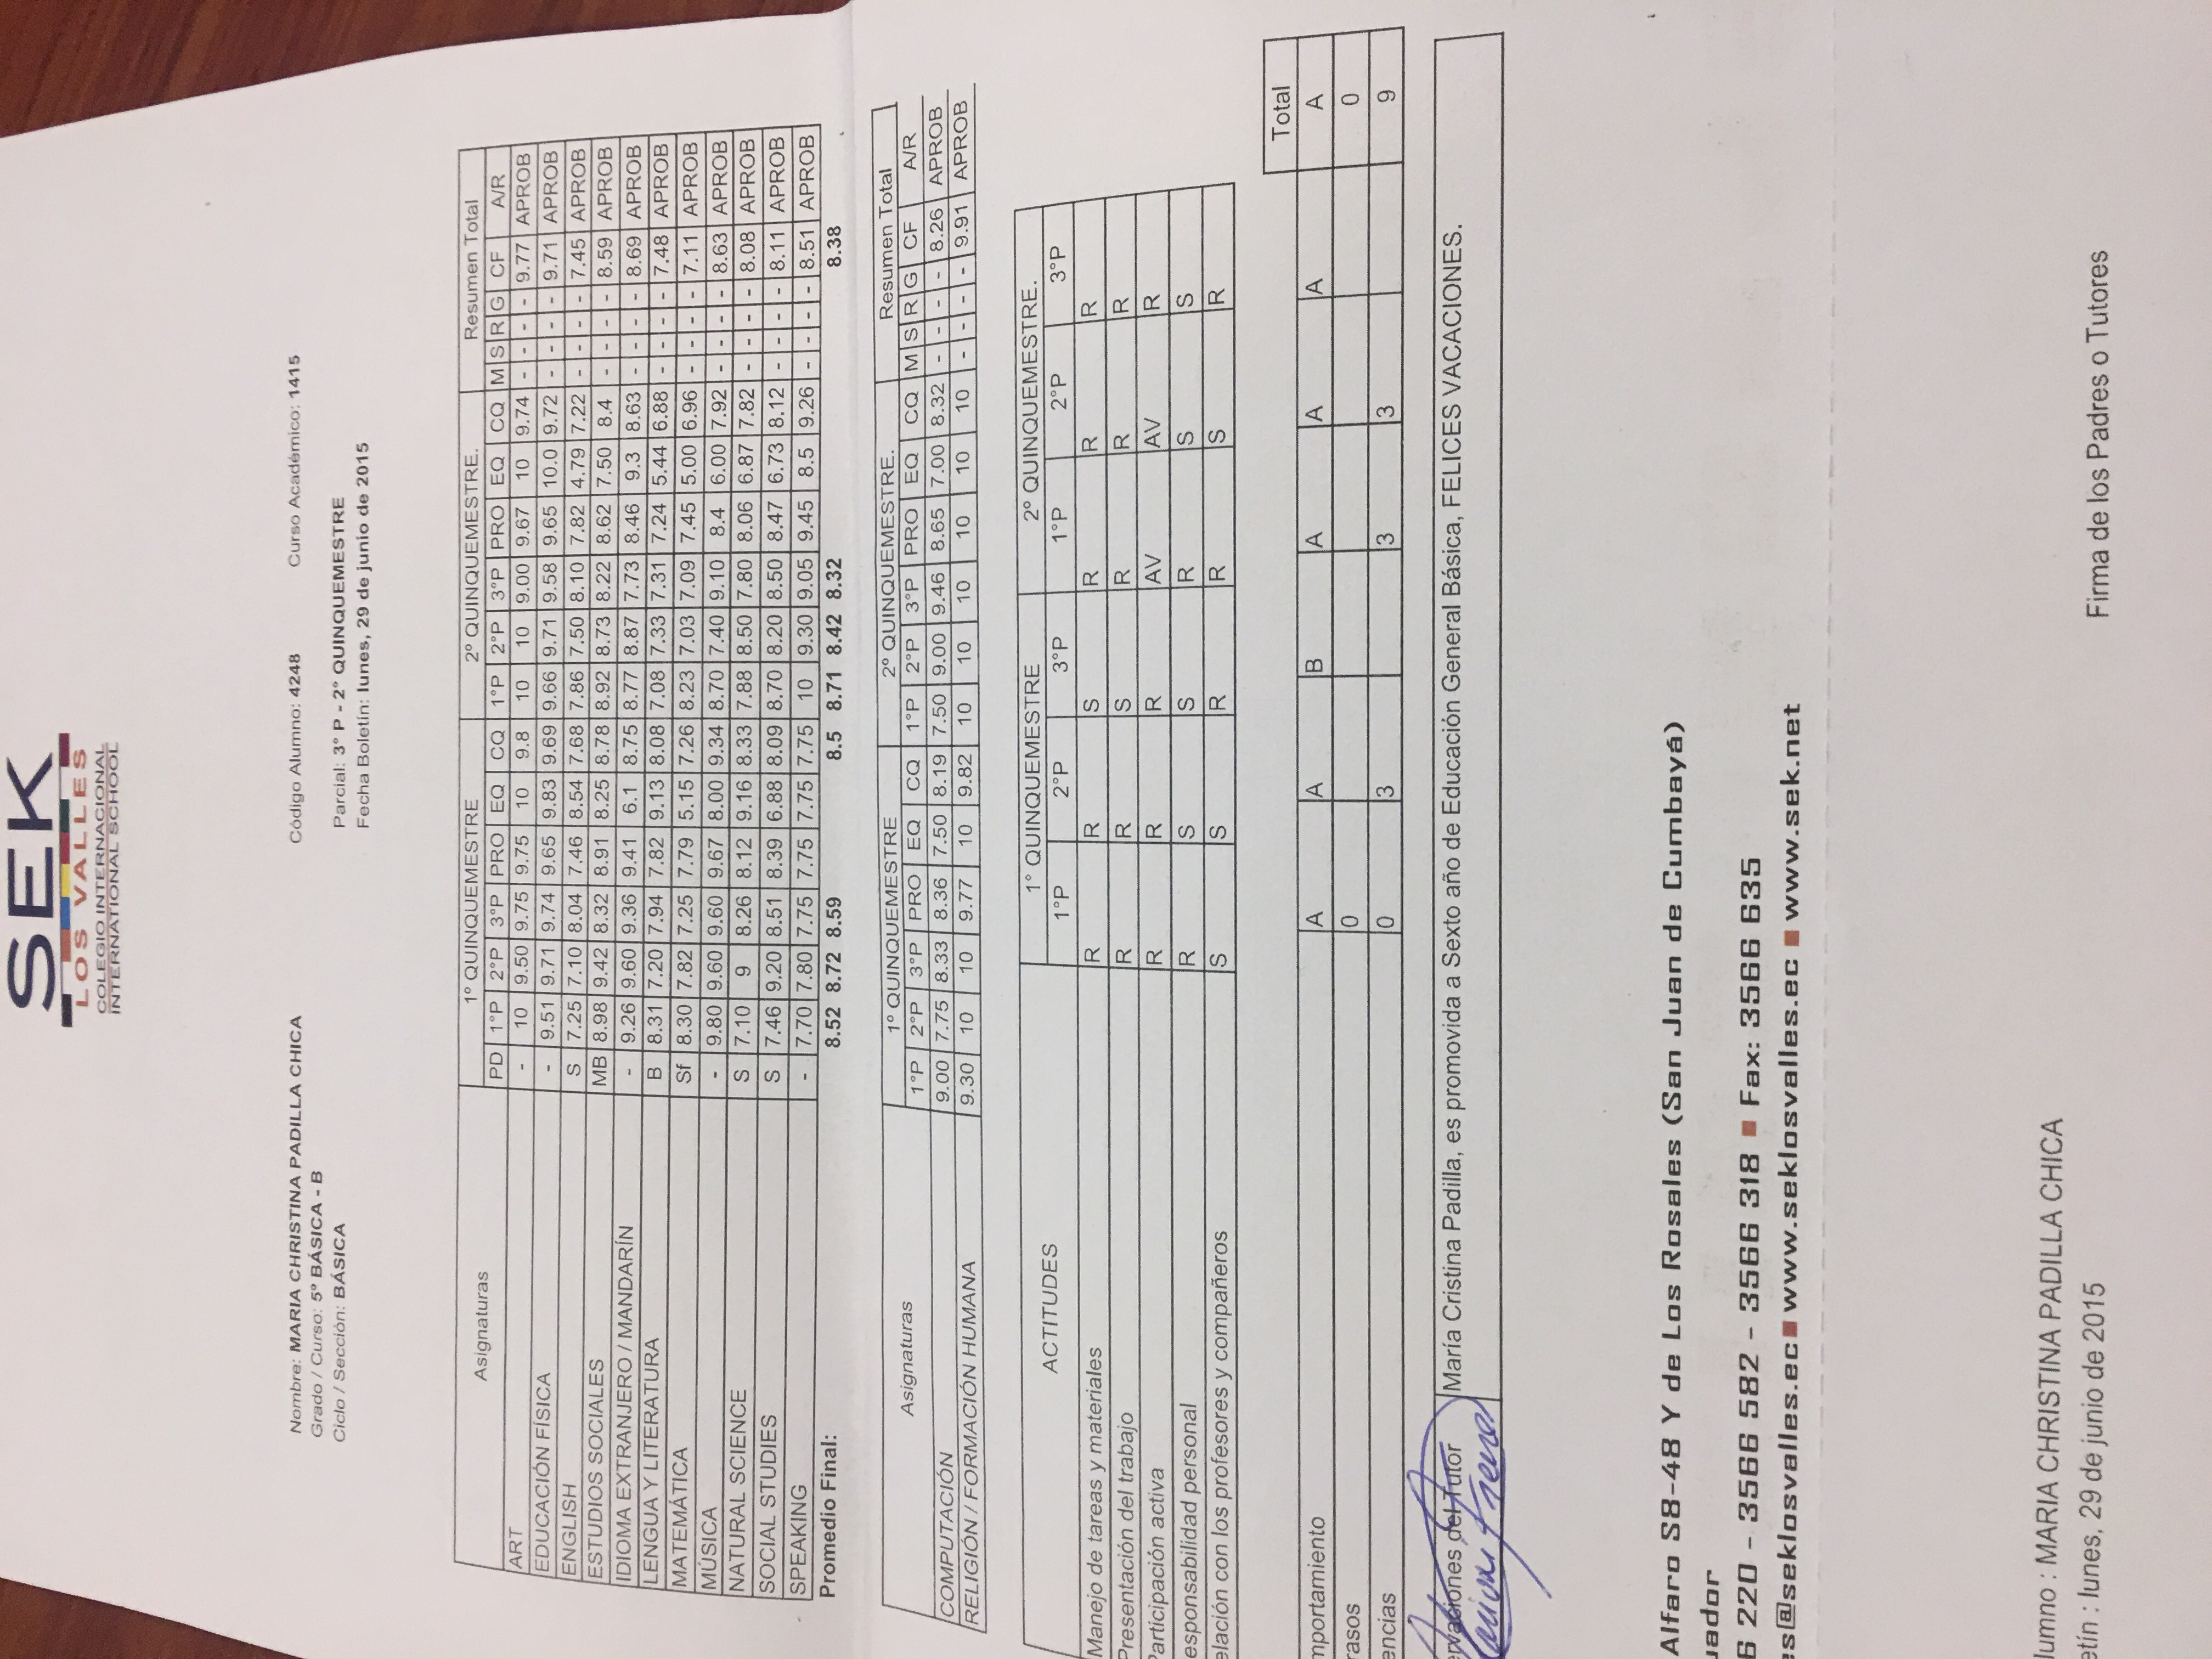 SEK
LOS VALLES
COLEGIO INTERNACIONAL
INTERNATIONAL SCHOOL
Nombre: MARIA CHRISTINA PADILLA CHICA Código Alumno: 4248 Curso Académico: 1415
Grado / Curso: 5º BÁSICA - B
Ciclo / Sección: BÁSICA Parcial: 3° P - 2° QUINQUEMESTRE
Fecha Boletín: lunes, 29 de junio de 2015
Asignaturas 1º QUINQUEMESTRE 2º QUINQUEMESTRE. Resumen Total
PD 1°P 2°P 3°P PRO EQ CQ 1°P 2°P 3°P PRO EQ CQ M S R G CF A/R
ART - 10 9.50 9.75 9.75 10 9.8 10 10 9.00 9.67 10 9.74 - - - - 9.77 APROB
EDUCACIÓN FÍSICA - 9.51 9.71 9.74 9.65 9.83 9.69 9.66 9.71 9.58 9.65 10.0 9.72 - - - - 9.71 APROB
ENGLISH S 7.25 7.10 8.04 7.46 8.54 7.68 7.86 7.50 8.10 7.82 4.79 7.22 - - - - 7.45 APROB
ESTUDIOS SOCIALES MB 8.98 9.42 8.32 8.91 8.25 8.78 8.92 8.73 8.22 8.62 7.50 8.4 - - - - 8.59 APROB
IDIOMA EXTRANJERO / MANDARÍN - 9.26 9.60 9.36 9.41 6.1 8.75 8.77 8.87 7.73 8.46 9.3 8.63 - - - - 8.69 APROB
LENGUA Y LITERATURA B 8.31 7.20 7.94 7.82 9.13 8.08 7.08 7.33 7.31 7.24 5.44 6.88 - - - - 7.48 APROB
MATEMÁTICA Sf 8.30 7.82 7.25 7.79 5.15 7.26 8.23 7.03 7.09 7.45 5.00 6.96 - - - - 7.11 APROB
MÚSICA - 9.80 9.60 9.60 9.67 8.00 9.34 8.70 7.40 9.10 8.4 6.00 7.92 - - - - 8.63 APROB
NATURAL SCIENCE S 7.10 9 8.26 8.12 9.16 8.33 7.88 8.50 7.80 8.06 6.87 7.82 - - - - 8.08 APROB
SOCIAL STUDIES S 7.46 9.20 8.51 8.39 6.88 8.09 8.70 8.20 8.50 8.47 6.73 8.12 - - - - 8.11 APROB
SPEAKING - 7.70 7.80 7.75 7.75 7.75 7.75 10 9.30 9.05 9.45 8.5 9.26 - - - - 8.51 APROB
Promedio Final: 8.52 8.72 8.59 8.5 8.71 8.42 8.32 8.38
Asignaturas 1º QUINQUEMESTRE 2º QUINQUEMESTRE. Resumen Total
1°P 2°P 3°P PRO EQ CQ 1°P 2°P 3°P PRO EQ CQ M S R G CF A/R
COMPUTACIÓN 9.00 7.75 8.33 8.36 7.50 8.19 7.50 9.00 9.46 8.65 7.00 8.32 - - - - 8.26 APROB
RELIGIÓN / FORMACIÓN HUMANA 9.30 10 10 9.77 10 9.82 10 10 10 10 10 10 - - - - 9.91 APROB
ACTITUDES 1° QUINQUEMESTRE 2º QUINQUEMESTRE.
1°P 2°P 3°P 1°P 2°P 3°P
Manejo de tareas y materiales R R S R R R
Presentación del trabajo R R S R R R
Participación activa R R R AV AV R
esponsabilidad personal R S S R S S
elación con los profesores y compañeros S S R R S R
Total
mportamiento A A B A A A A
rasos 0 0
encias 0 3 3 3 9
ervaciones del Tutor María Cristina Padilla, es promovida a Sexto año de Educación General Básica, FELICES VACACIONES.
Alfaro S8-48 Y de Los Rosales (San Juan de Cumbayá)
uador
6 220 - 3566 582 - 3566 318 ■ Fax: 3566 635
es@seklosvalles.ec ■ www.seklosvalles.ec ■ www.sek.net
lumno : MARIA CHRISTINA PADILLA CHICA
etín : lunes, 29 de junio de 2015
Firma de los Padres o Tutores